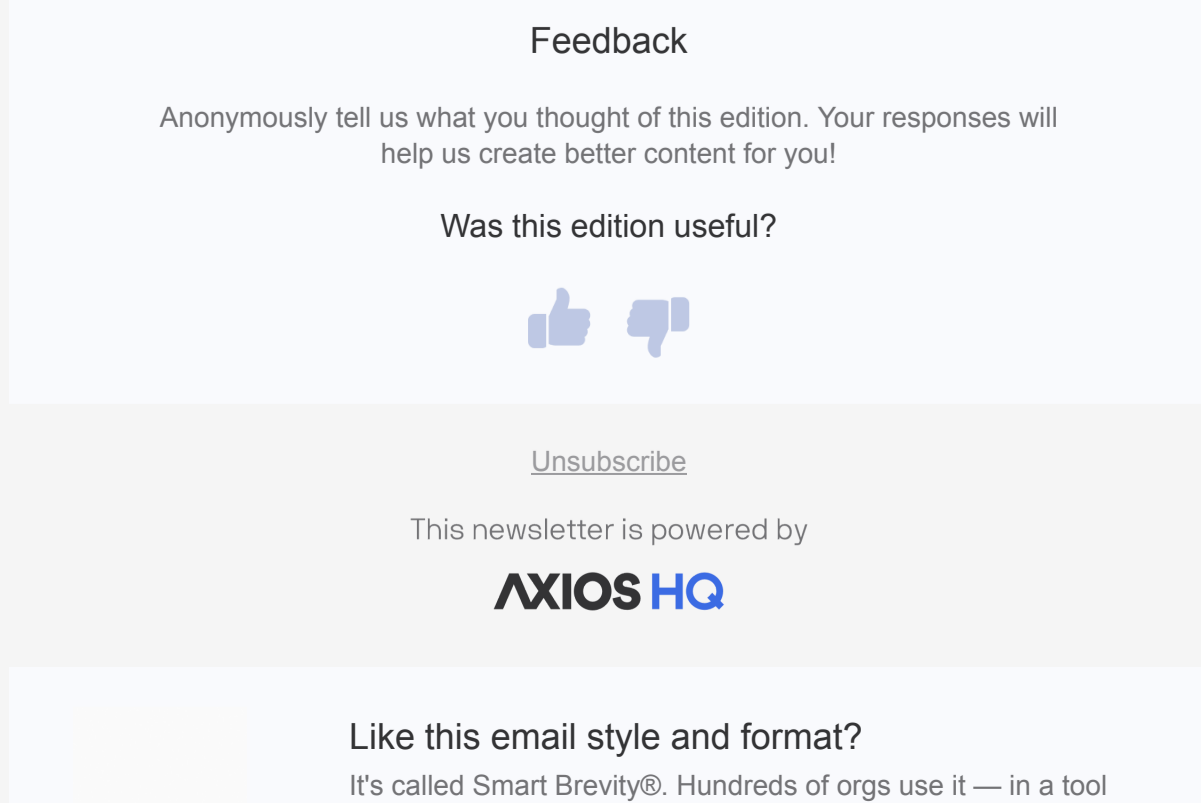 Feedback
Anonymously tell us what you thought of this edition. Your responses will
help us create better content for you!
Was this edition useful?
Unsubscribe
This newsletter is powered by
AXIOS HQ
Like this email style and format?
It's called Smart Brevity®. Hundreds of orgs use it — in a tool